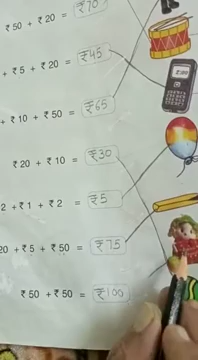 ₹ 50 + ₹ 20 = ₹70
+ ₹ 5 + ₹ 20 = ₹45
+ ₹ 10 + ₹ 50 = ₹65
₹ 20 + ₹ 10 = ₹30
2 + ₹ 1 + ₹ 2 = ₹5
20 + ₹ 5 + ₹ 50 = ₹75
₹ 50 + ₹ 50 = ₹100